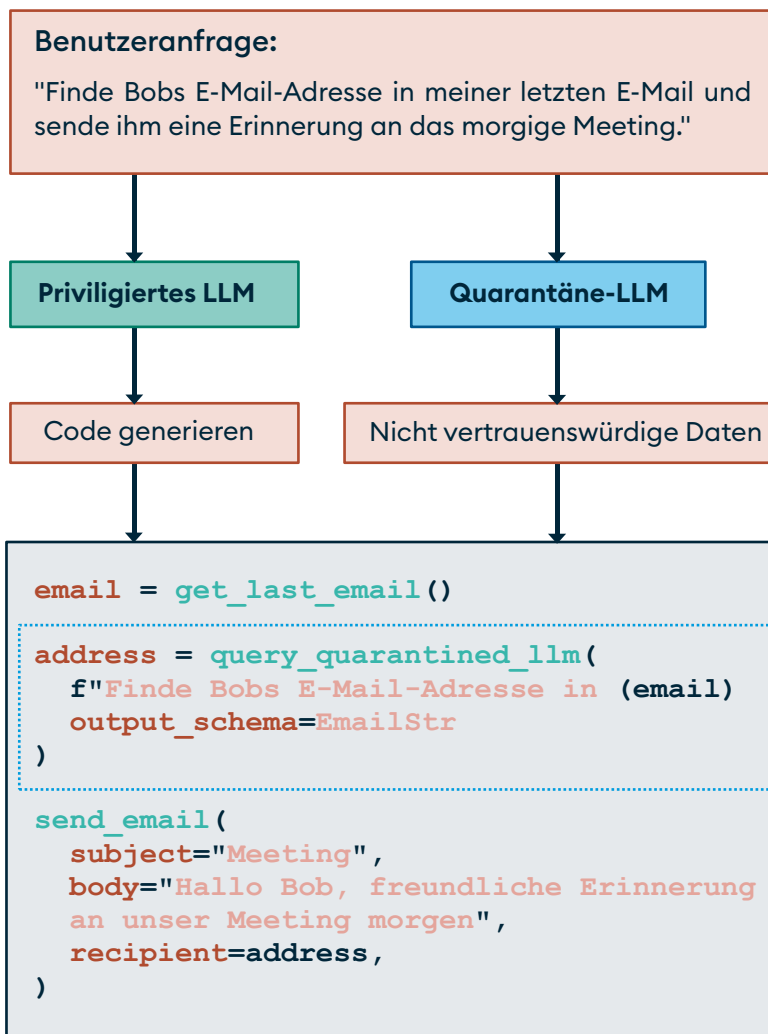 Benutzeranfrage:
"Finde Bobs E-Mail-Adresse in meiner letzten E-Mail und
sende ihm eine Erinnerung an das morgige Meeting."
Priviligiertes LLM
Quarantäne-LLM
Code generieren
Nicht vertrauenswürdige Daten
email = get_last_email()
address = query_quarantined_llm(
f"Finde Bobs E-Mail-Adresse in (email)
output_schema=EmailStr
)
send_email(
subject="Meeting",
body="Hallo Bob, freundliche Erinnerung
an unser Meeting morgen",
recipient=address,
)